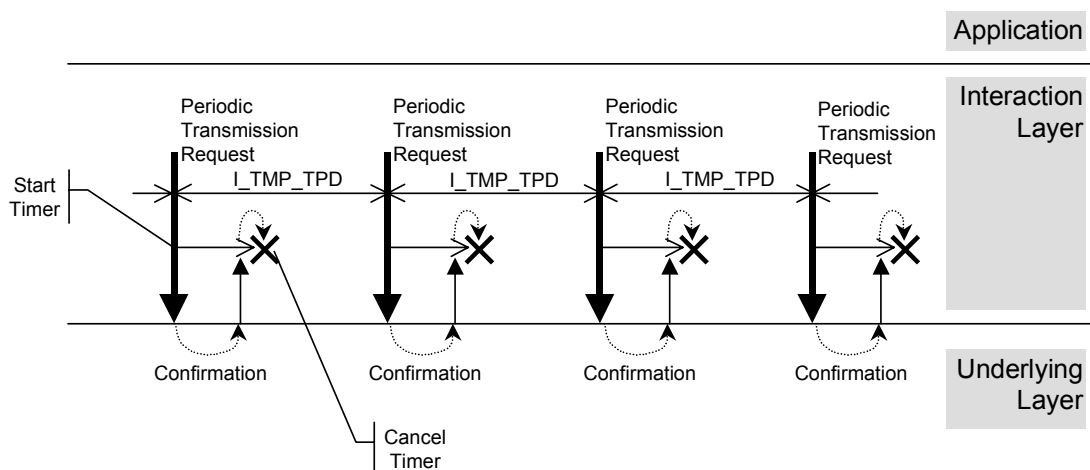 Application
Interaction
Layer
Periodic
Transmission
Request
Periodic
Transmission
Request
Periodic
Transmission
Request
Periodic
Transmission
Request
I_TMP_TPD
I_TMP_TPD
I_TMP_TPD
Start
Timer
Confirmation
Confirmation
Confirmation
Confirmation
Underlying
Layer
Cancel
Timer